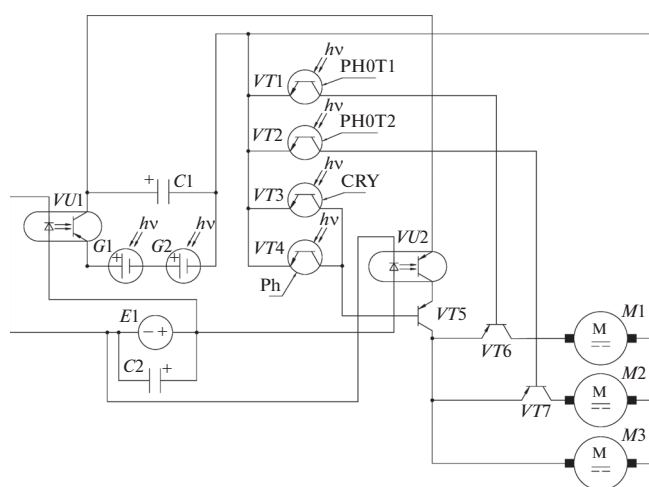 hν
VT1
PH0T1
hν
VT2
PH0T2
hν
VT3
CRY
hν
VT4
Ph
+ C1
VU1
hν
hν
G1
+
G2
+
VU2
E1
- +
C2
+
VT5
VT6
VT7
M1
M
M2
M
M3
M